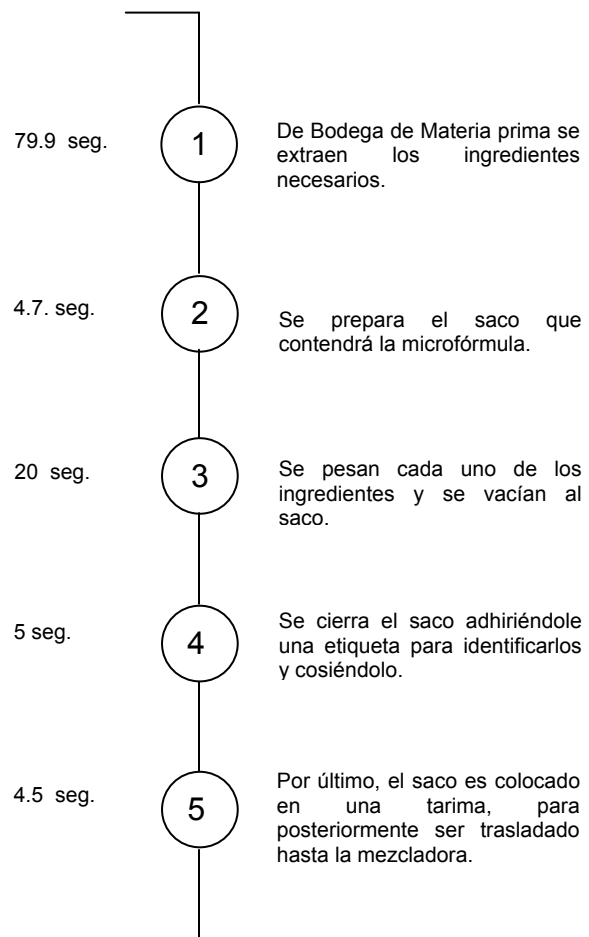 79.9 seg.
1
De Bodega de Materia prima se
extraen los ingredientes
necesarios.
4.7. seg.
2
Se prepara el saco que
contendrá la microfórmula.
20 seg.
3
Se pesan cada uno de los
ingredientes y se vacían al
saco.
5 seg.
4
Se cierra el saco adhiriéndole
una etiqueta para identificarlos
y cosiéndolo.
4.5 seg.
5
Por último, el saco es colocado
en una tarima, para
posteriormente ser trasladado
hasta la mezcladora.